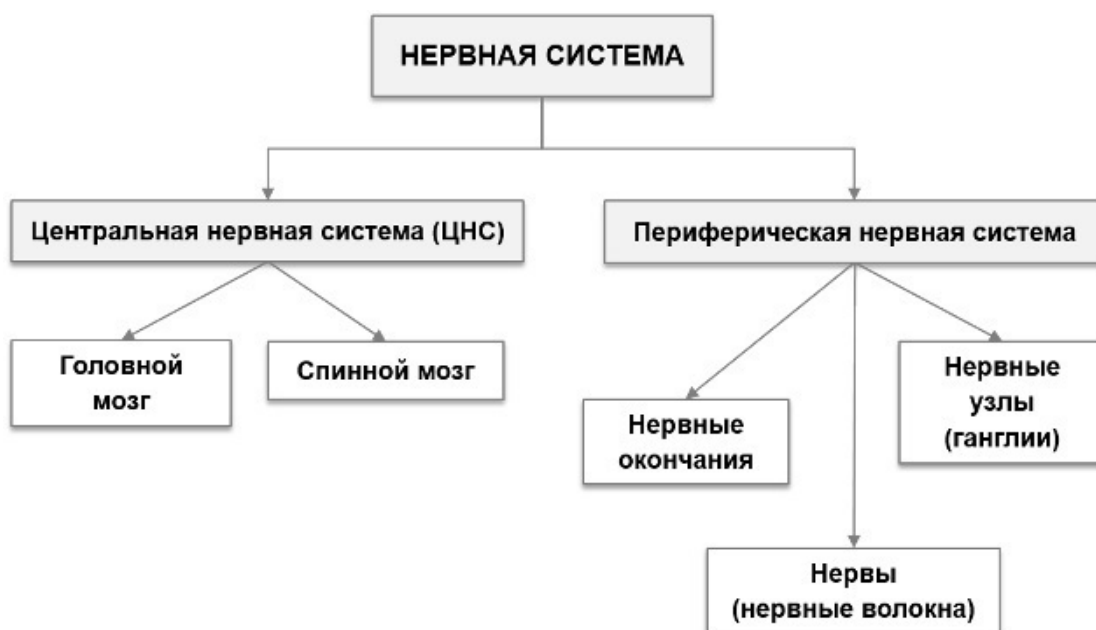 НЕРВНАЯ СИСТЕМА
Центральная нервная система (ЦНС)
Периферическая нервная система
Головной
мозг
Спинной мозг
Нервные
окончания
Нервные
узлы
(ганглии)
Нервы
(нервные волокна)